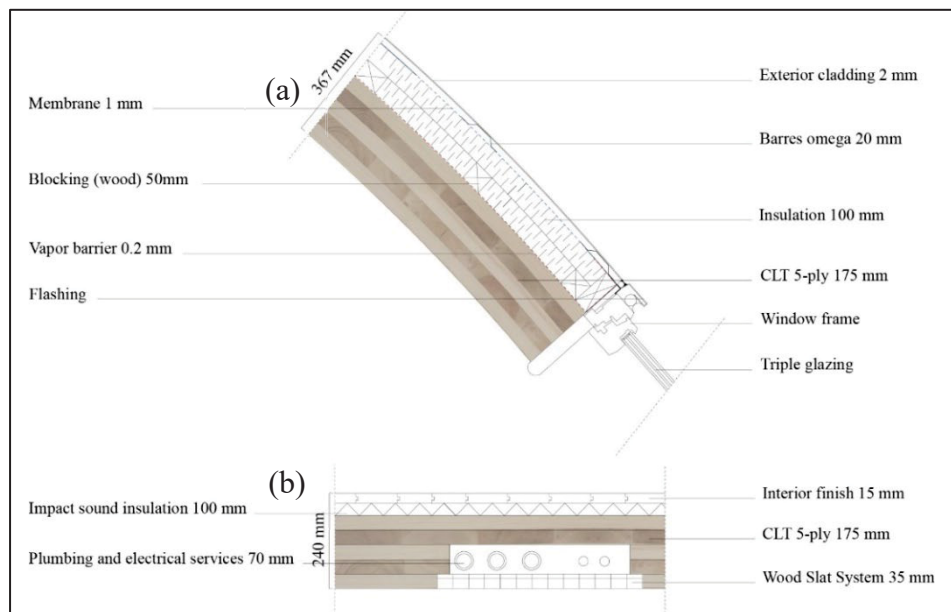 (a)
367 mm
Membrane 1 mm
Blocking (wood) 50mm
Vapor barrier 0.2 mm
Flashing
Exterior cladding 2 mm
Barres omega 20 mm
Insulation 100 mm
CLT 5-ply 175 mm
Window frame
Triple glazing
(b)
240 mm
Impact sound insulation 100 mm
Plumbing and electrical services 70 mm
Interior finish 15 mm
CLT 5-ply 175 mm
Wood Slat System 35 mm